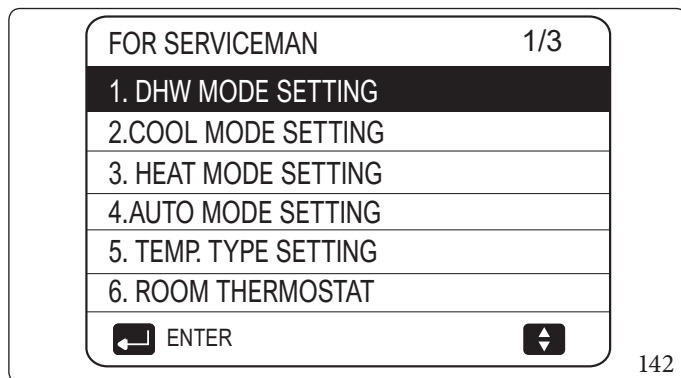 FOR SERVICEMAN 1/3
1. DHW MODE SETTING
2.COOL MODE SETTING
3. HEAT MODE SETTING
4.AUTO MODE SETTING
5. TEMP. TYPE SETTING
6. ROOM THERMOSTAT
ENTER
142